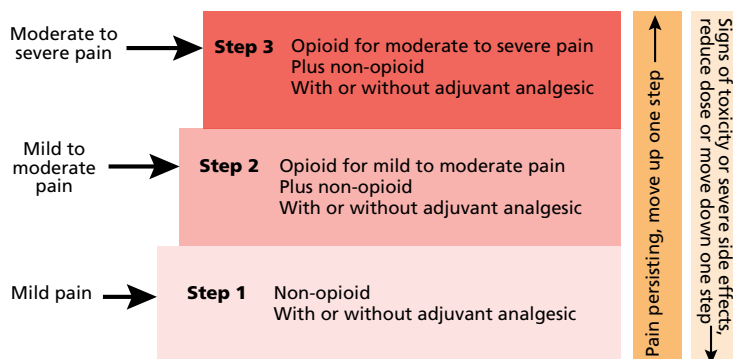 Moderate to
severe pain
Step 3 Opioid for moderate to severe pain
Plus non-opioid
With or without adjuvant analgesic
Mild to
moderate
pain
Step 2 Opioid for mild to moderate pain
Plus non-opioid
With or without adjuvant analgesic
Mild pain
Step 1 Non-opioid
With or without adjuvant analgesic
Pain persisting, move up one step
Signs of toxicity or severe side effects,
reduce dose or move down one step